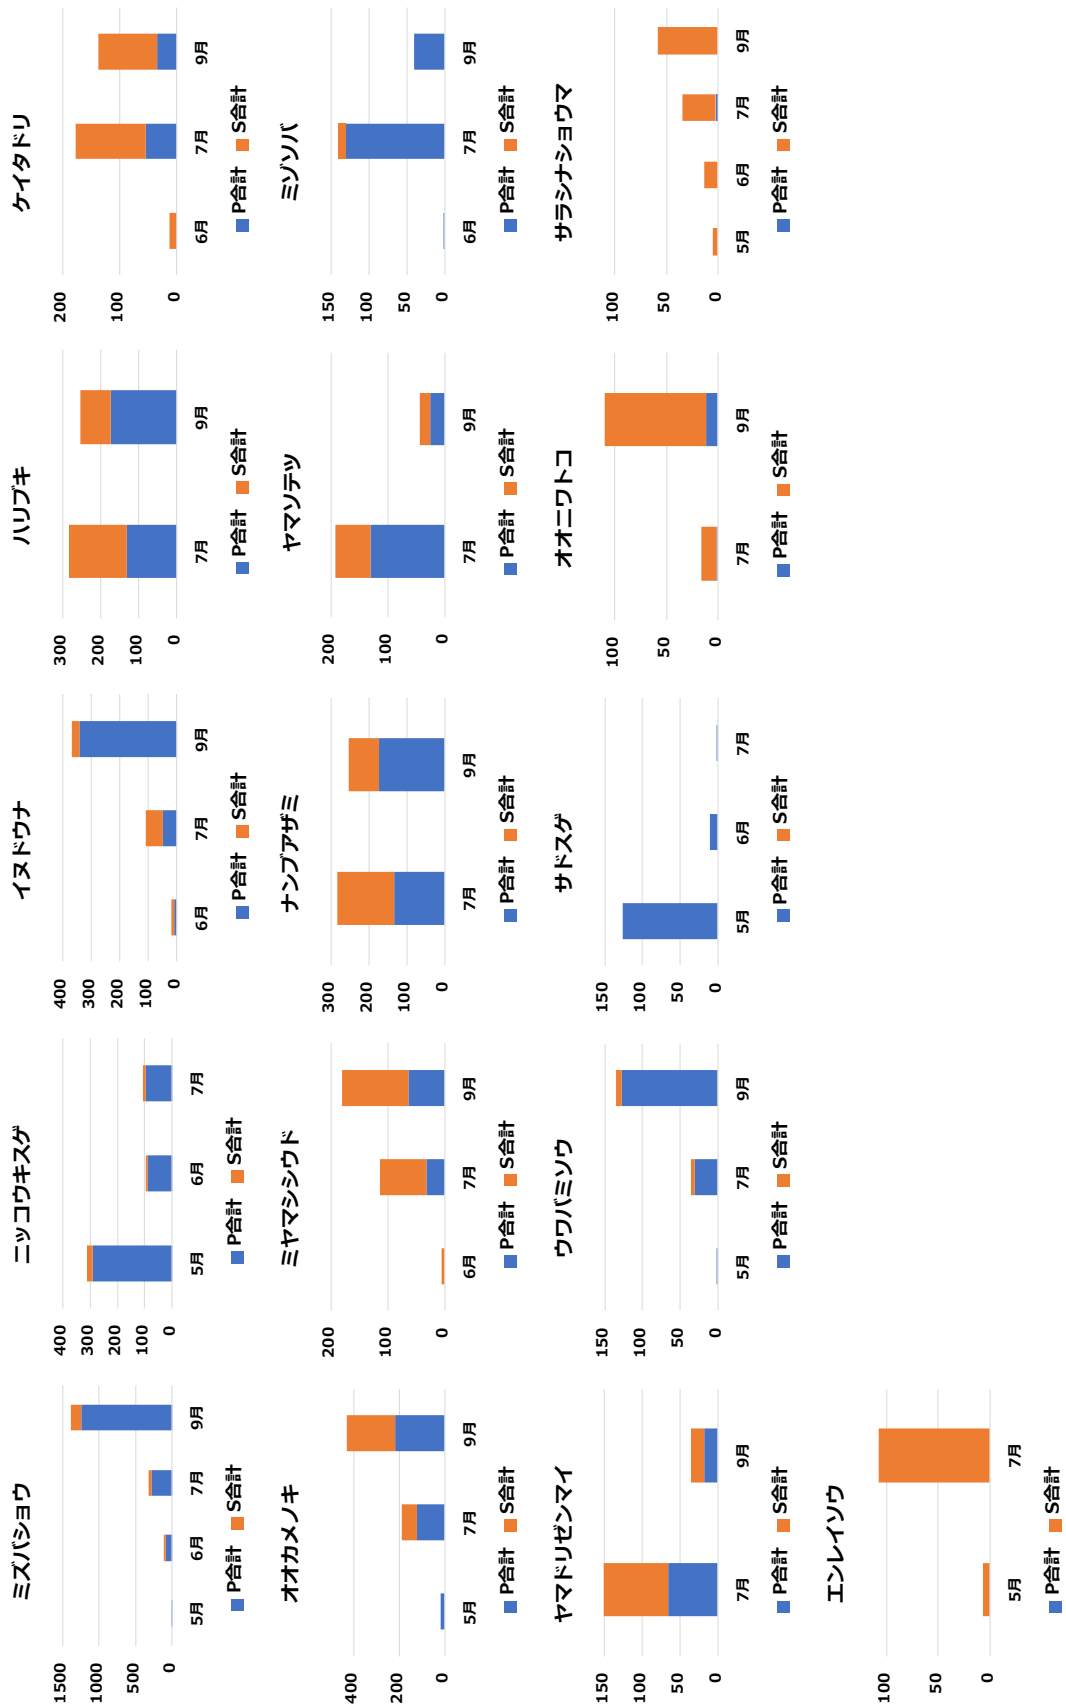 ミズバショウ
1500
1000
500
0
5月 6月 7月 9月
P合計 S合計
ニッコウキスゲ
400
300
200
100
0
5月 6月 7月
P合計 S合計
イヌドウナ
400
300
200
100
0
6月 7月 9月
P合計 S合計
ハリブキ
300
200
100
0
7月 9月
P合計 S合計
ケイタドリ
200
100
0
6月 7月 9月
P合計 S合計
オオカメノキ
400
200
0
5月 7月 9月
P合計 S合計
ミヤマシシウド
200
100
0
6月 7月 9月
P合計 S合計
ナンブアザミ
300
200
100
0
7月 9月
P合計 S合計
ヤマソテツ
200
100
0
7月 9月
P合計 S合計
ミゾソバ
150
100
50
0
6月 7月 9月
P合計 S合計
ヤマドリゼンマイ
150
100
50
0
7月 9月
P合計 S合計
ウワバミソウ
150
100
50
0
5月 7月 9月
P合計 S合計
サドスゲ
150
100
50
0
5月 6月 7月
P合計 S合計
オオニワトコ
100
50
0
7月 9月
P合計 S合計
サラシナショウマ
100
50
0
5月 6月 7月 9月
P合計 S合計
エンレイソウ
100
50
0
5月 7月
P合計 S合計